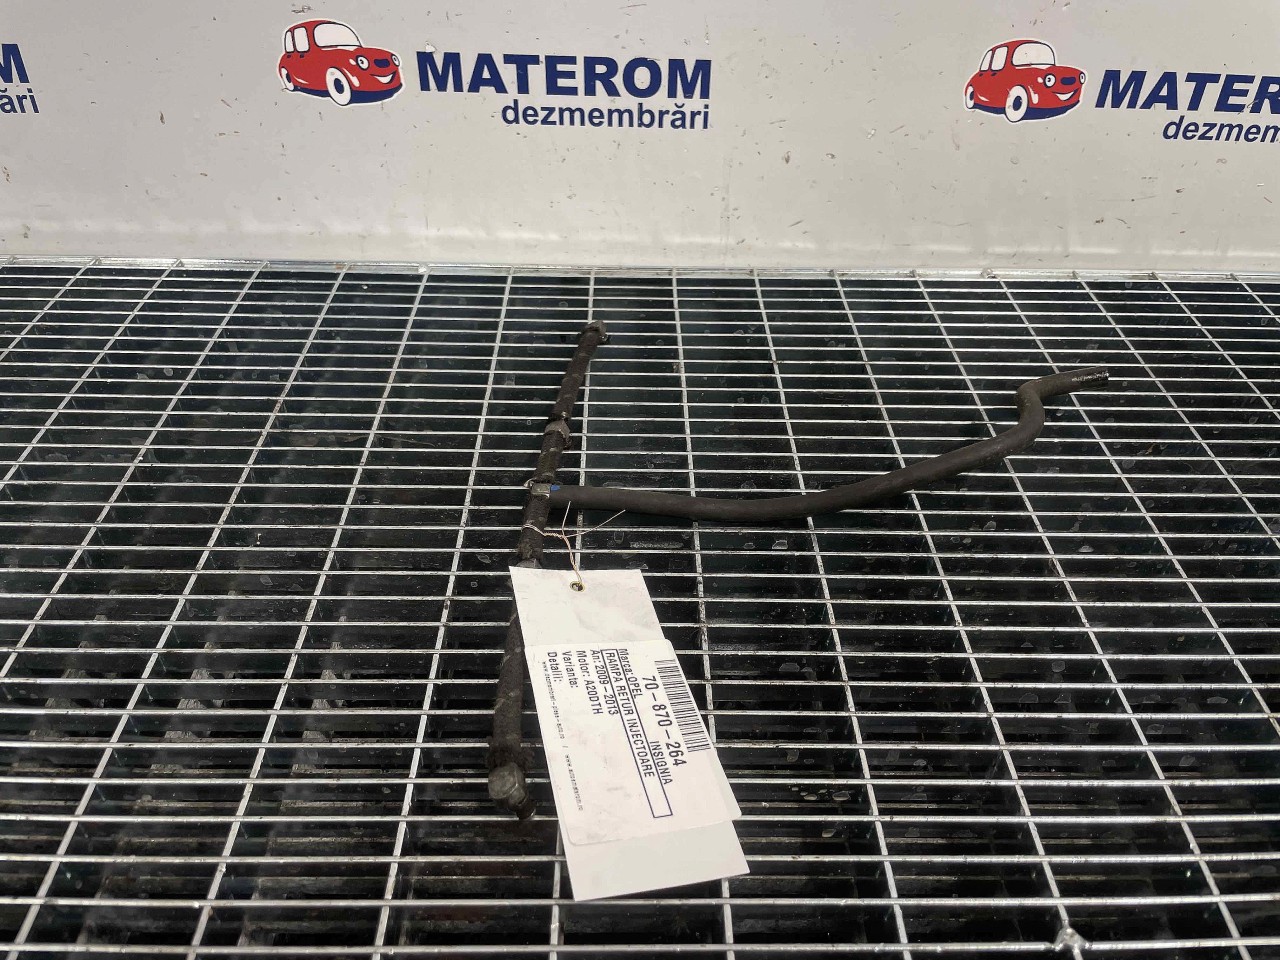 M
ări
MATEROM
dezmembrări
MATER
dezmem
70-870-264
Marca: OPEL INSIGNIA
RAMPA RETUR INJECTOARE
An: 2009-2013
Motor: A20DTH
Varianta:
Detalii: